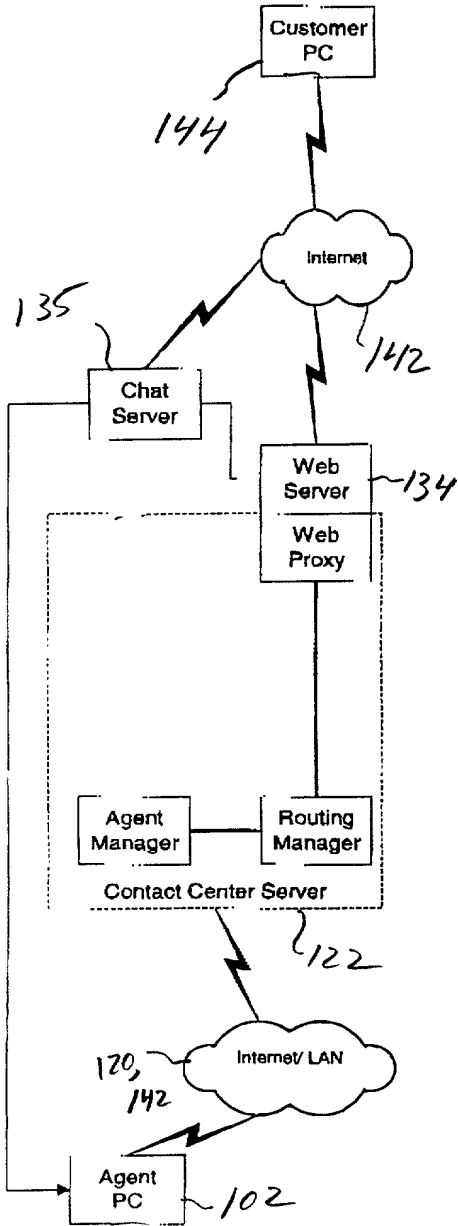 Customer
PC
144
Internet
135
142
Chat
Server
Web
Server
134
Web
Proxy
Agent
Manager
Routing
Manager
Contact Center Server
122
Internet/ LAN
120,
142
Agent
PC
102